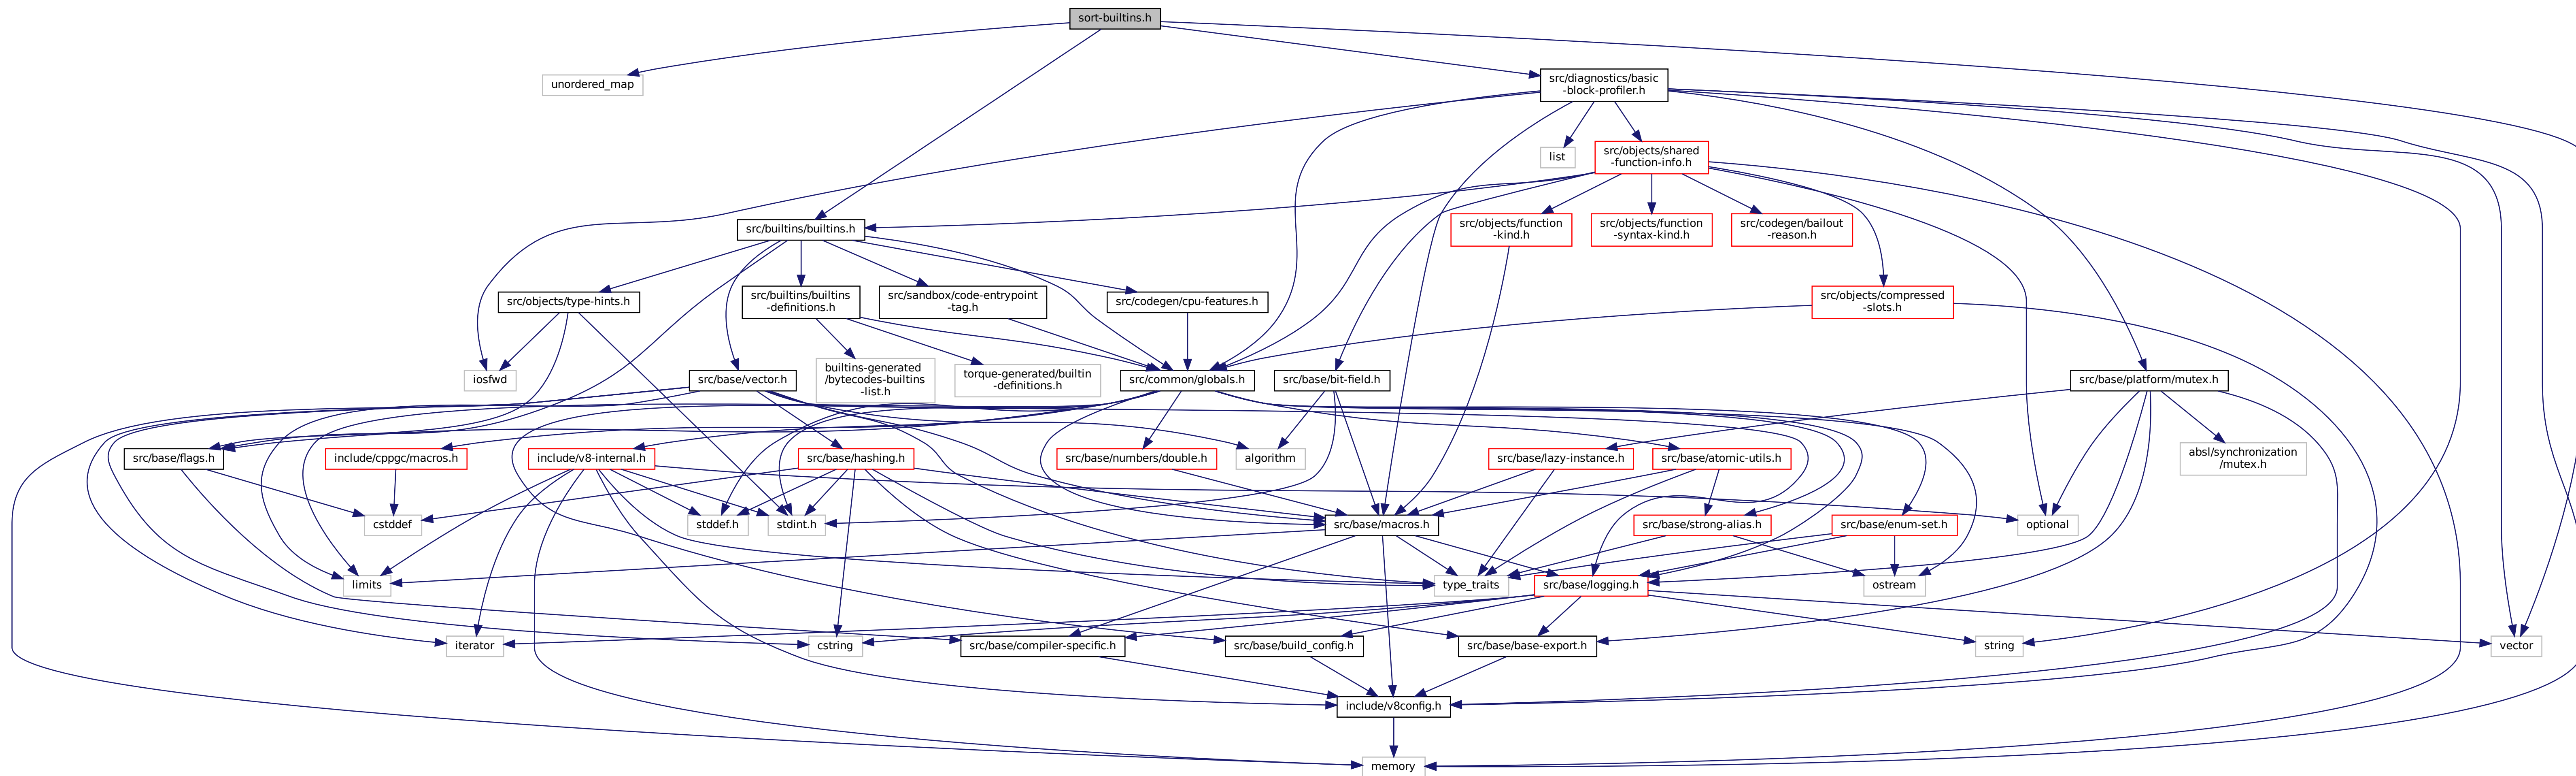 sort-builtins.h
unordered_map
src/diagnostics/basic
-block-profiler.h
list
src/objects/shared
-function-info.h
src/builtins/builtins.h
src/objects/function
-kind.h
src/objects/function
-syntax-kind.h
src/codegen/bailout
-reason.h
src/objects/type-hints.h
src/builtins/builtins
-definitions.h
src/sandbox/code-entrypoint
-tag.h
src/codegen/cpu-features.h
src/objects/compressed
-slots.h
iosfwd
src/base/vector.h
builtins-generated
/bytecodes-builtins
-list.h
torque-generated/builtin
-definitions.h
src/common/globals.h
src/base/bit-field.h
src/base/platform/mutex.h
src/base/flags.h
include/cppgc/macros.h
include/v8-internal.h
src/base/hashing.h
src/base/numbers/double.h
algorithm
src/base/lazy-instance.h
src/base/atomic-utils.h
absl/synchronization
/mutex.h
cstddef
stddef.h
stdint.h
src/base/macros.h
src/base/strong-alias.h
src/base/enum-set.h
optional
limits
type_traits
src/base/logging.h
ostream
iterator
cstring
src/base/compiler-specific.h
src/base/build_config.h
src/base/base-export.h
string
vector
include/v8config.h
memory